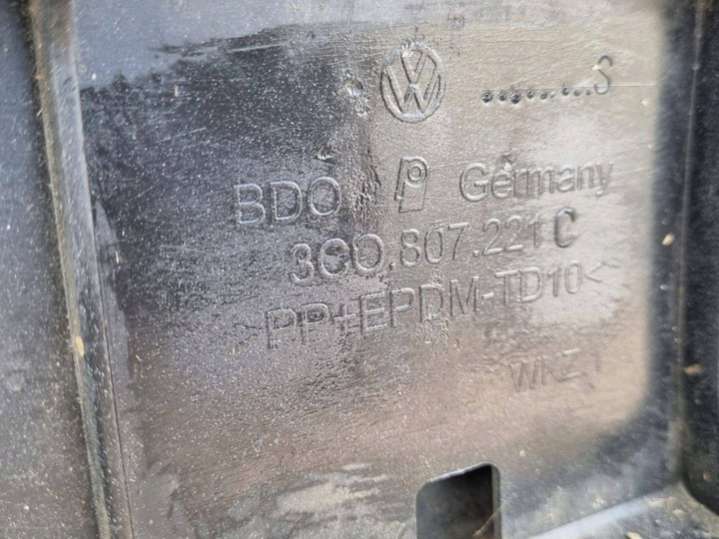 S
BDO P Germany
3C0.807.221 C
>PP+EPDM-TD10<
WKZ 1